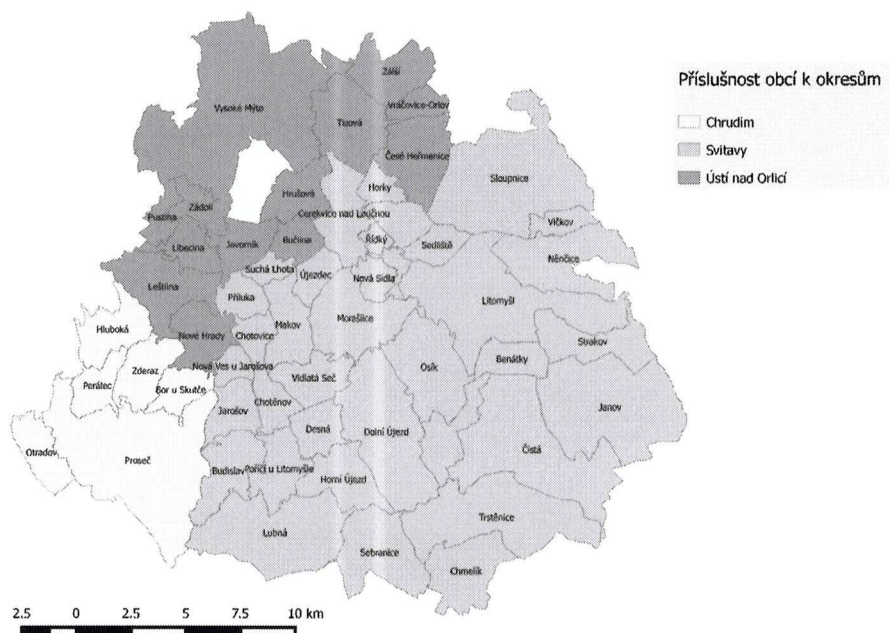 Příslušnost obcí k okresům
Chrudim
Svitavy
Ústí nad Orlicí
Zálší
Vysoké Mýto
Vračovice-Orlov
Tisová
České Heřmanice
Sloupnice
Horky
Hrušová
Zádolí
Pustina
Cerekvice nad Loučnou
Vlčkov
Bučina
Řídký
Sedliště
Libecina
Javorník
Němčice
Suchá Lhota
Újezdec
Nová Sídla
Leština
Příluka
Litomyšl
Morašice
Makov
Hluboká
Nové Hrady
Chotovice
Strakov
Benátky
Nová Ves u Jarošova
Osík
Zderaz
Vidlatá Seč
Perálec
Bor u Skutče
Chotěnov
Jarošov
Janov
Desná
Dolní Újezd
Otradov
Proseč
Čistá
Budislav
Poříčí u Litomyšle
Horní Újezd
Trstěnice
Lubná
Sebranice
Chmelík
2.5 0 2.5 5 7.5 10 km